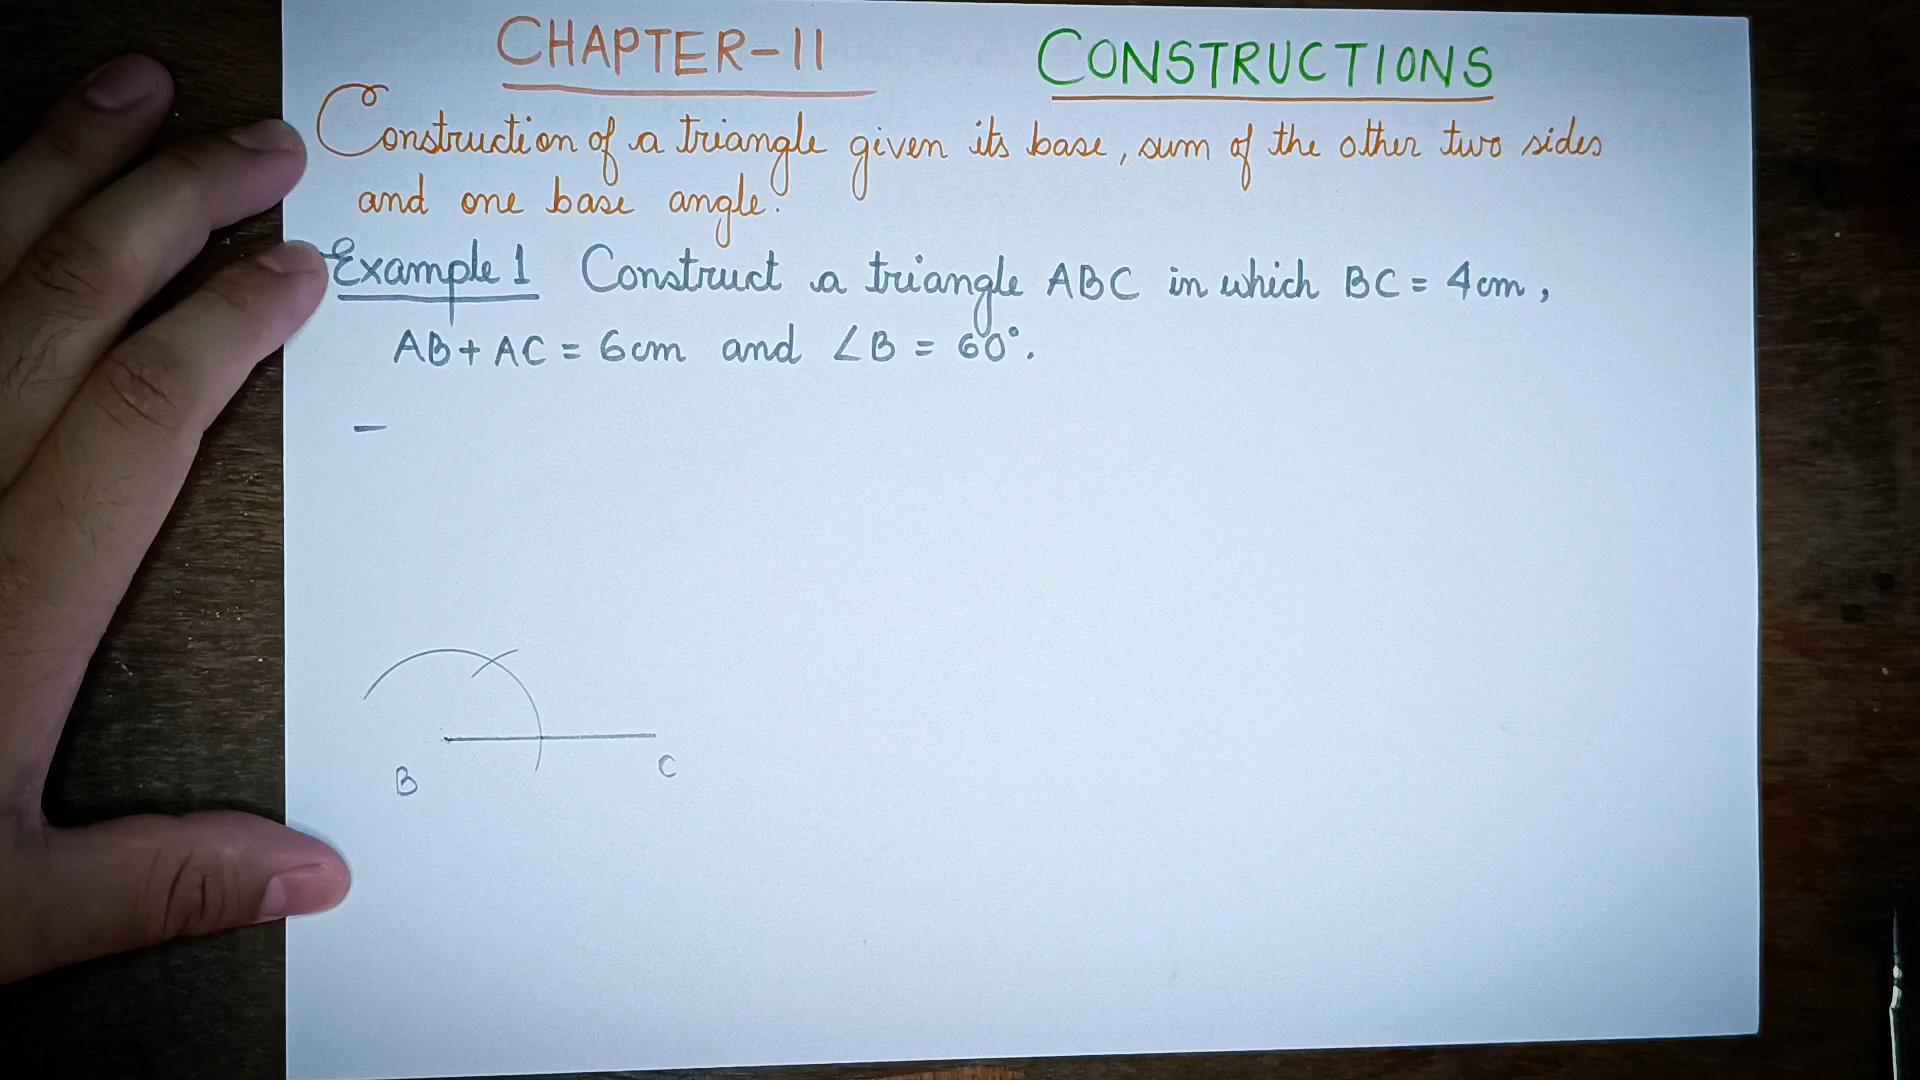 CHAPTER-11 CONSTRUCTIONS
Construction of a triangle given its base, sum of the other two sides
and one base angle.
Example 1 Construct a triangle ABC in which BC = 4cm,
AB + AC = 6cm and ∠B = 60°.
B C